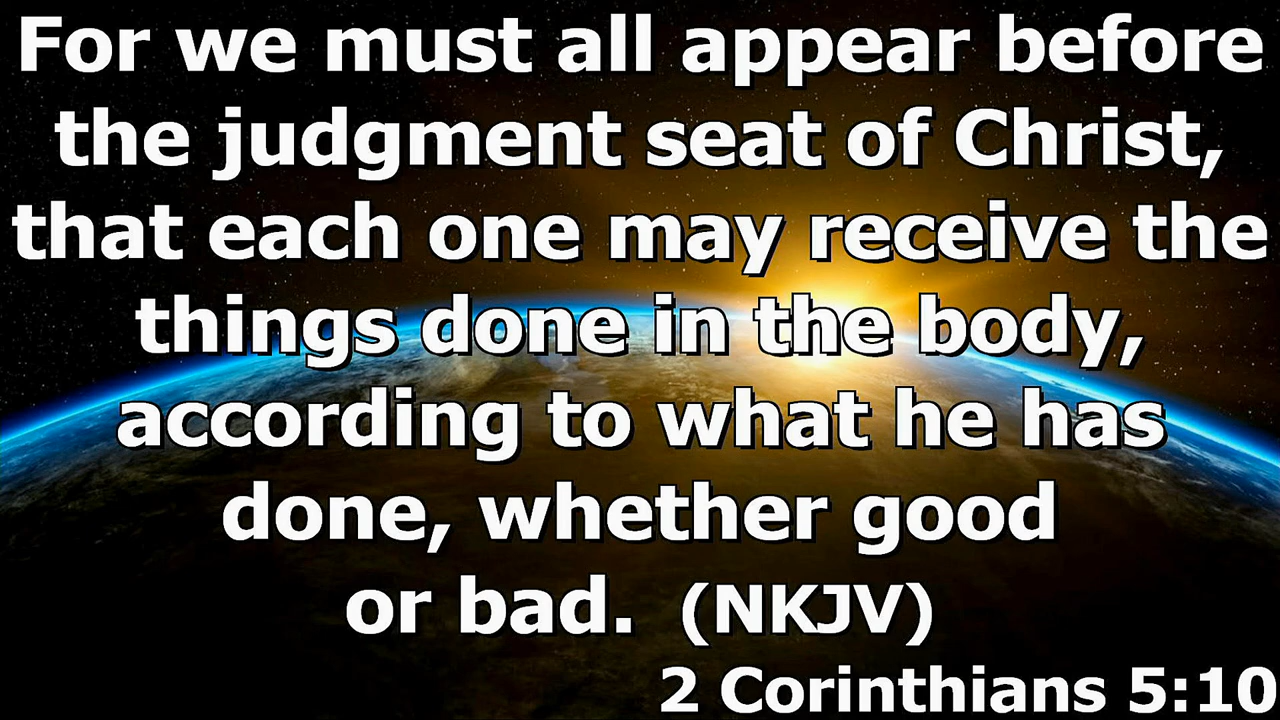 For we must all appear before
the judgment seat of Christ,
that each one may receive the
things done in the body,
according to what he has
done, whether good
or bad. (NKJV)
2 Corinthians 5:10